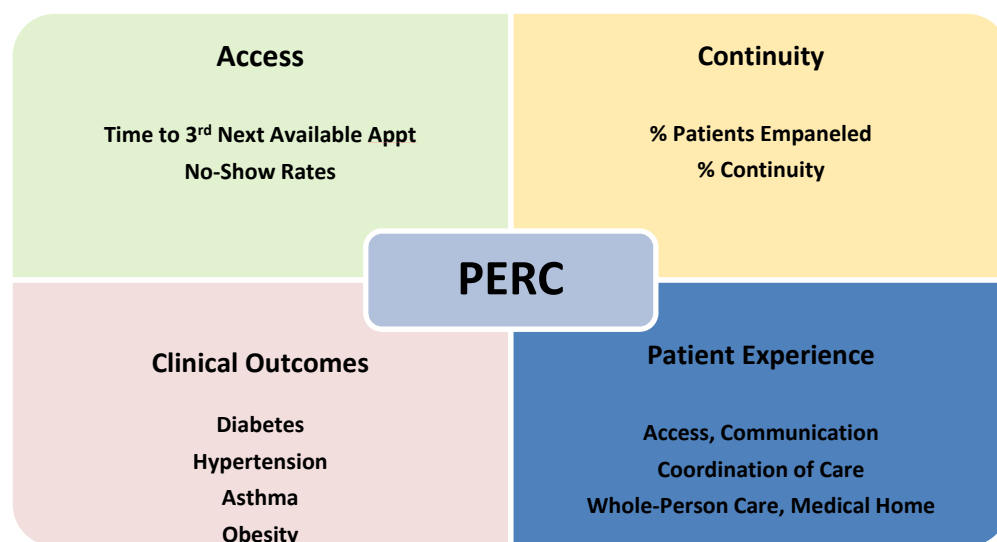 Access
Time to 3rd Next Available Appt
No-Show Rates
Continuity
% Patients Empaneled
% Continuity
PERC
Clinical Outcomes
Diabetes
Hypertension
Asthma
Obesity
Patient Experience
Access, Communication
Coordination of Care
Whole-Person Care, Medical Home